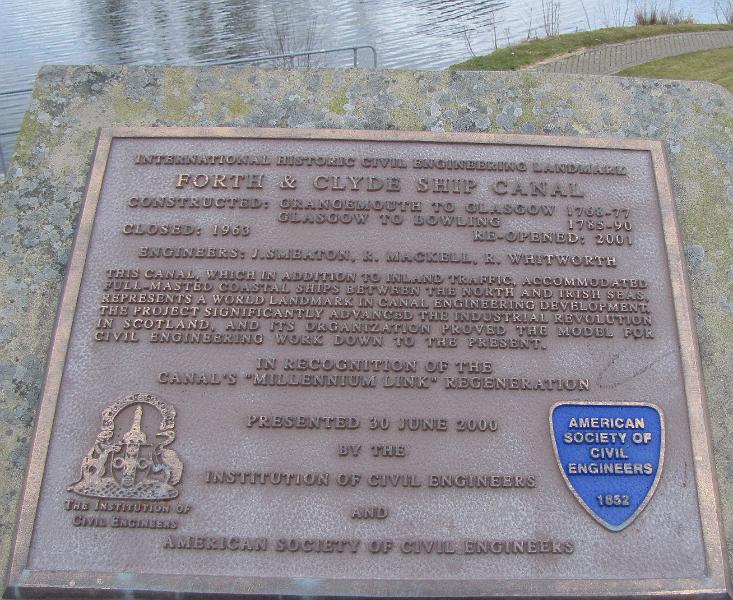 INTERNATIONAL HISTORIC CIVIL ENGINEERING LANDMARK
FORTH & CLYDE SHIP CANAL
CONSTRUCTED: GRANGEMOUTH TO GLASGOW 1768-77
GLASGOW TO BOWLING 1785-90
CLOSED: 1963 RE-OPENED: 2001
ENGINEERS: J.SMEATON, R. MACKELL, R. WHITWORTH
THIS CANAL, WHICH IN ADDITION TO INLAND TRAFFIC, ACCOMMODATED
FULL-MASTED COASTAL SHIPS BETWEEN THE NORTH AND IRISH SEAS,
REPRESENTS A WORLD LANDMARK IN CANAL ENGINEERING DEVELOPMENT.
THE PROJECT SIGNIFICANTLY ADVANCED THE INDUSTRIAL REVOLUTION
IN SCOTLAND, AND ITS ORGANIZATION PROVED THE MODEL FOR
CIVIL ENGINEERING WORK DOWN TO THE PRESENT.
IN RECOGNITION OF THE
CANAL'S "MILLENNIUM LINK" REGENERATION
PRESENTED 30 JUNE 2000
BY THE
INSTITUTION OF CIVIL ENGINEERS
AND
AMERICAN SOCIETY OF CIVIL ENGINEERS
THE INSTITUTION OF
CIVIL ENGINEERS
AMERICAN
SOCIETY OF
CIVIL
ENGINEERS
1852